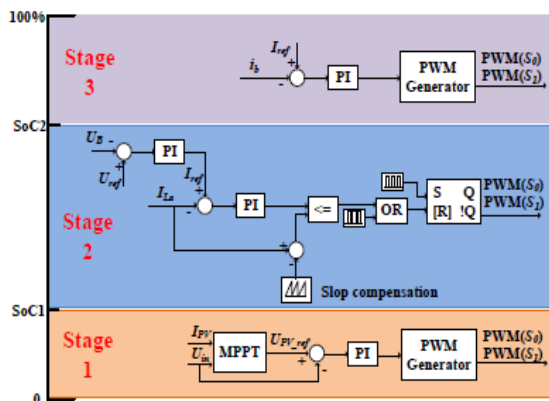 100%
Stage
3
I_ref
+
i_b
-
PI
PWM
Generator
PWM(S_0)
PWM(S_1)
SoC2
Stage
2
U_B
-
+
U_ref
PI
I_ref
+
I_La
-
PI
<=
OR
S Q
[R] !Q
PWM(S_0)
PWM(S_1)
+
-
Slop compensation
SoC1
Stage
1
I_PV
U_in
MPPT
U_PV_ref
+
-
PI
PWM
Generator
PWM(S_0)
PWM(S_1)
0